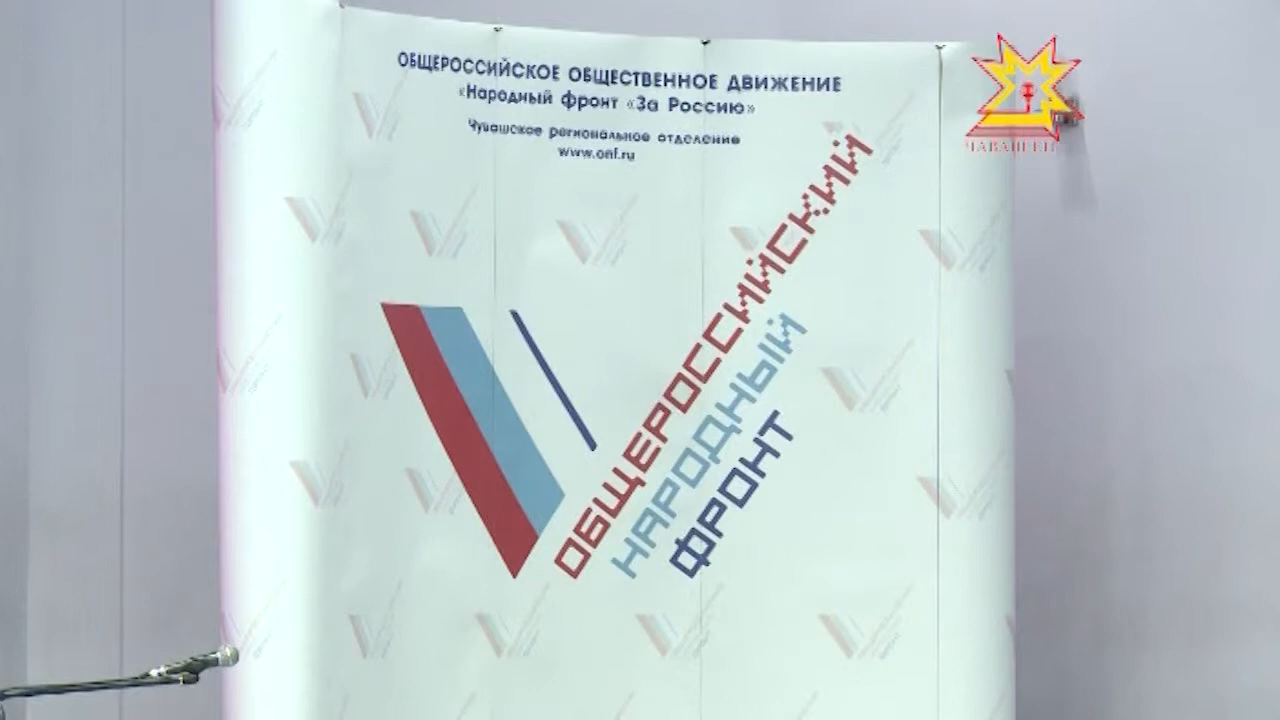 ОБЩЕРОССИЙСКОЕ ОБЩЕСТВЕННОЕ ДВИЖЕНИЕ
«Народный фронт «За Россию»
Чувашское региональное отделение
www.onf.ru
ОБЩЕРОССИЙСКИЙ
НАРОДНЫЙ
ФРОНТ